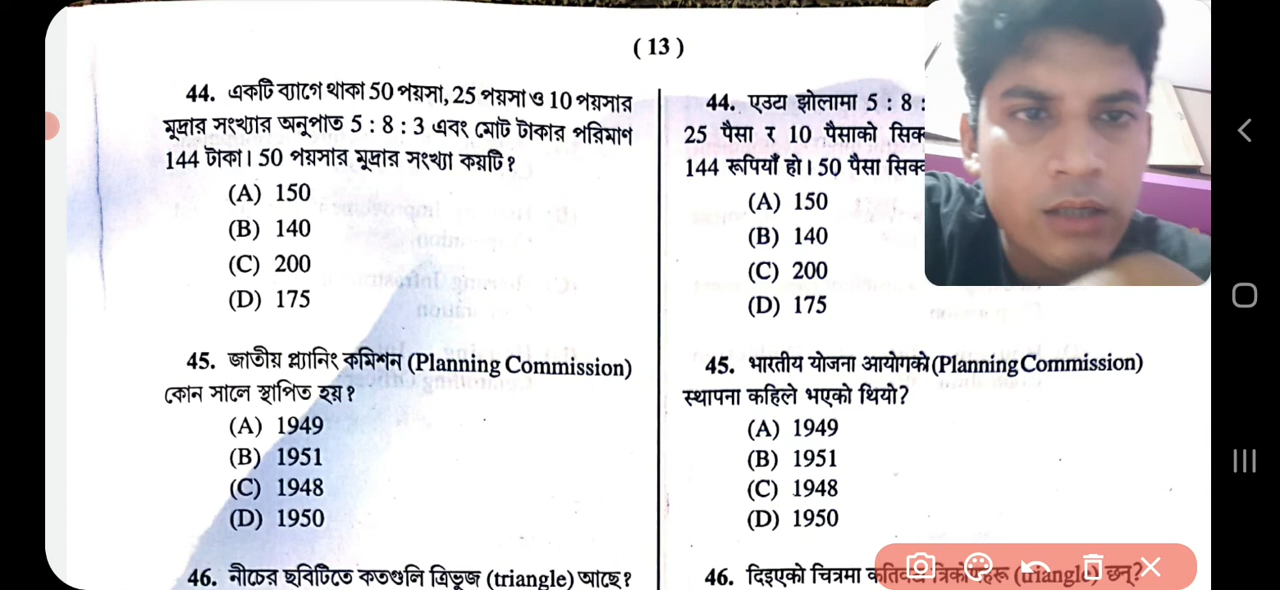 ( 13 )
44. একটি ব্যাগে থাকা 50 পয়সা, 25 পয়সা ও 10 পয়সার
মুদ্রার সংখ্যার অনুপাত 5 : 8 : 3 এবং মোট টাকার পরিমাণ
144 টাকা। 50 পয়সার মুদ্রার সংখ্যা কয়টি?
(A) 150
(B) 140
(C) 200
(D) 175
45. জাতীয় প্ল্যানিং কমিশন (Planning Commission)
কোন সালে স্থাপিত হয়?
(A) 1949
(B) 1951
(C) 1948
(D) 1950
46. নীচের ছবিটিতে কতগুলি ত্রিভুজ (triangle) আছে?
44. एउटा झोलामा 5 : 8 :
25 पैसा र 10 पैसाको
144 रूपियाँ हो। 50 पैसा
(A) 150
(B) 140
(C) 200
(D) 175
45. भारतीय योजना आयोगको (Planning Commission)
स्थापना कहिले भएको थियो?
(A) 1949
(B) 1951
(C) 1948
(D) 1950
46. दिइएको चित्रमा (triangle) छन्?